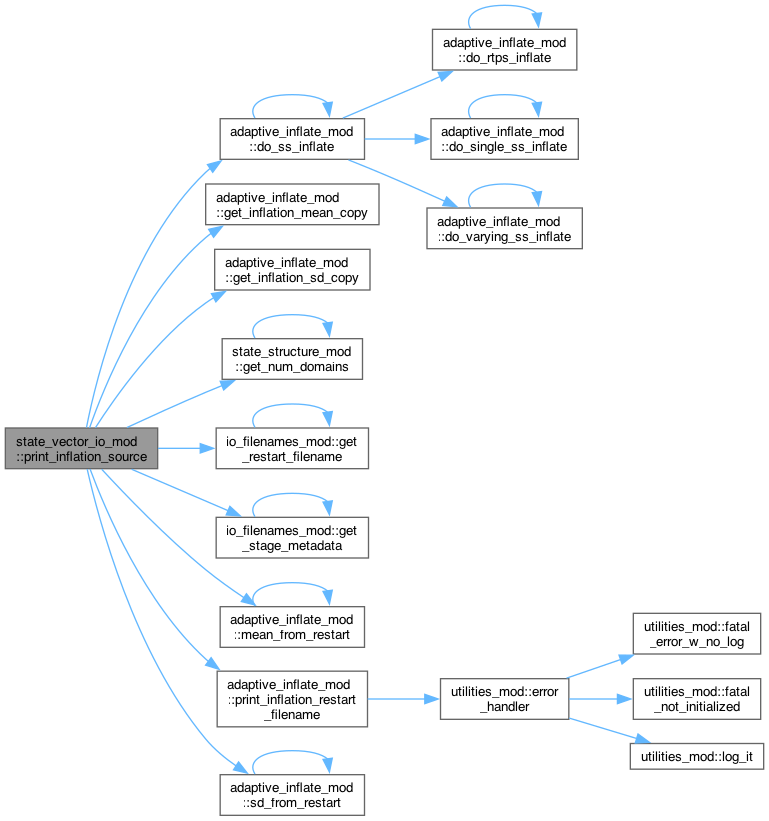 adaptive_inflate_mod
::do_rtps_inflate
adaptive_inflate_mod
::do_ss_inflate
adaptive_inflate_mod
::do_single_ss_inflate
adaptive_inflate_mod
::get_inflation_mean_copy
adaptive_inflate_mod
::do_varying_ss_inflate
adaptive_inflate_mod
::get_inflation_sd_copy
state_structure_mod
::get_num_domains
state_vector_io_mod
::print_inflation_source
io_filenames_mod::get
_restart_filename
io_filenames_mod::get
_stage_metadata
adaptive_inflate_mod
::mean_from_restart
adaptive_inflate_mod
::print_inflation_restart
_filename
utilities_mod::error
_handler
utilities_mod::fatal
_error_w_no_log
utilities_mod::fatal
_not_initialized
utilities_mod::log_it
adaptive_inflate_mod
::sd_from_restart